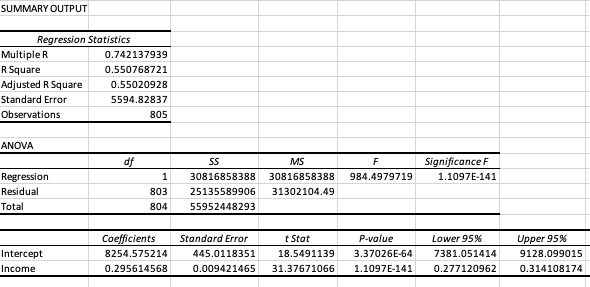 SUMMARY OUTPUT
Regression Statistics
Multiple R 0.742137939
R Square 0.550768721
Adjusted R Square 0.55020928
Standard Error 5594.82837
Observations 805
ANOVA
df SS MS F Significance F
Regression 1 30816858388 30816858388 984.4979719 1.1097E-141
Residual 803 25135589906 31302104.49
Total 804 55952448293
Coefficients Standard Error t Stat P-value Lower 95% Upper 95%
Intercept 8254.575214 445.0118351 18.5491139 3.37026E-64 7381.051414 9128.099015
Income 0.295614568 0.009421465 31.37671066 1.1097E-141 0.277120962 0.314108174